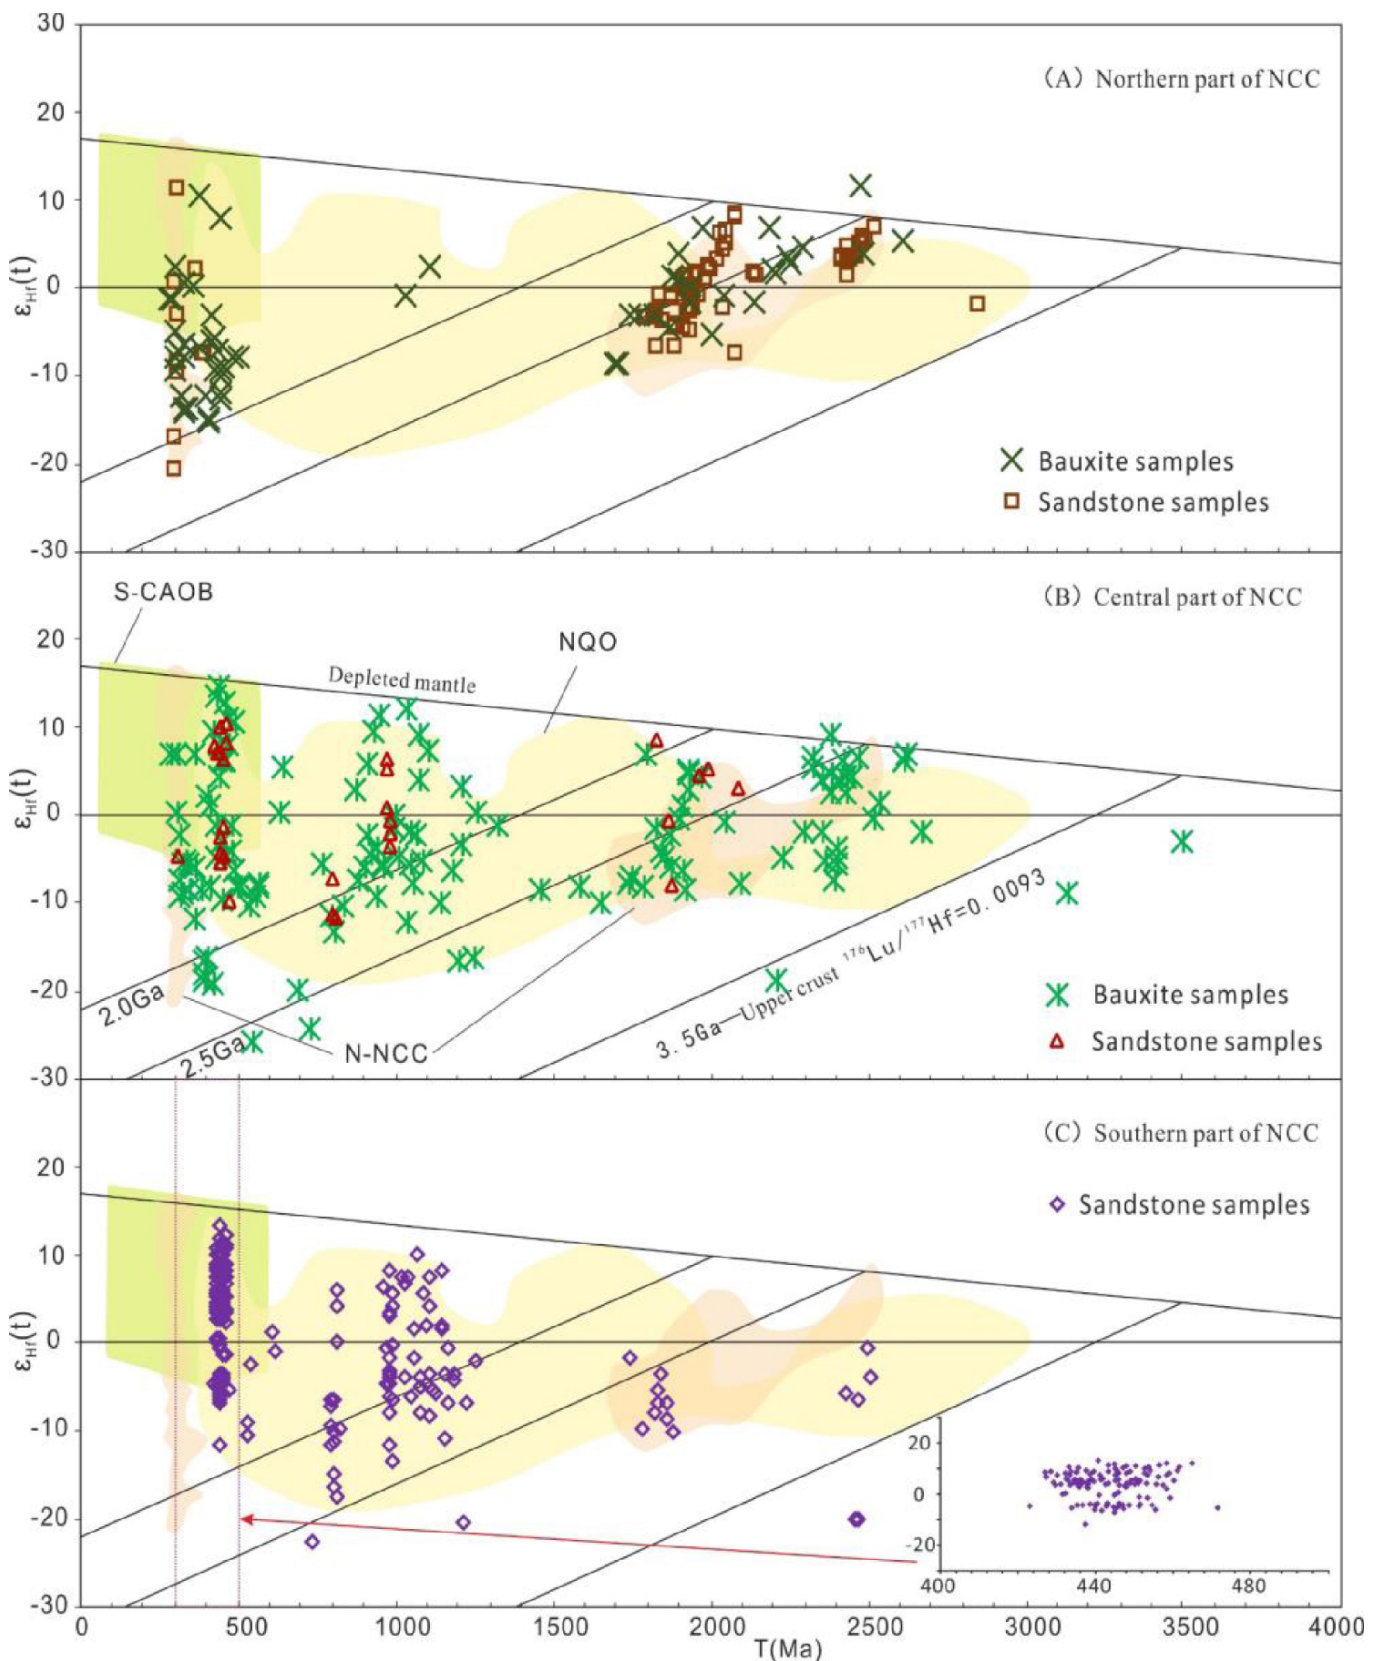 30
(A) Northern part of NCC
20
10
0
-10
-20
-30
εHf(t)
Bauxite samples
Sandstone samples
S-CAOB
(B) Central part of NCC
20
NQO
Depleted mantle
10
0
-10
-20
-30
εHf(t)
2.0Ga
2.5Ga
N-NCC
3.5Ga—Upper crust ¹⁷⁶Lu/¹⁷⁷Hf=0.0093
Bauxite samples
Sandstone samples
(C) Southern part of NCC
20
Sandstone samples
10
0
-10
-20
-30
εHf(t)
20
0
-20
400 440 480
0 500 1000 1500 2000 2500 3000 3500 4000
T(Ma)